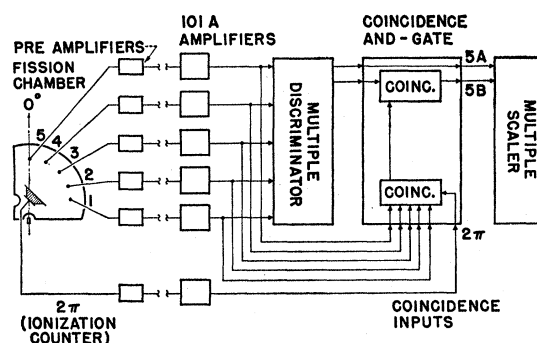 PRE AMPLIFIERS
FISSION
CHAMBER
0°
5
4
3
2
1
2π
(IONIZATION
COUNTER)
101A
AMPLIFIERS
MULTIPLE
DISCRIMINATOR
COINCIDENCE
AND-GATE
COINC.
COINC.
5A
5B
2π
COINCIDENCE
INPUTS
MULTIPLE
SCALER